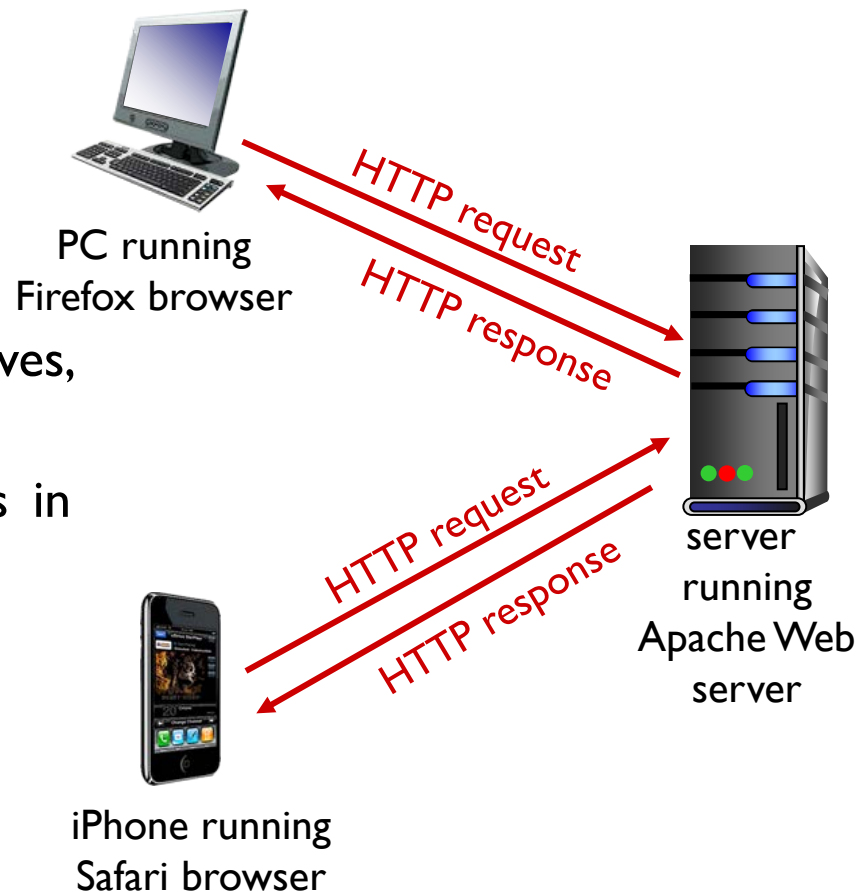 HTTP request
HTTP response
PC running
Firefox browser
ves,
s in
HTTP request
HTTP response
server
running
Apache Web
server
iPhone running
Safari browser